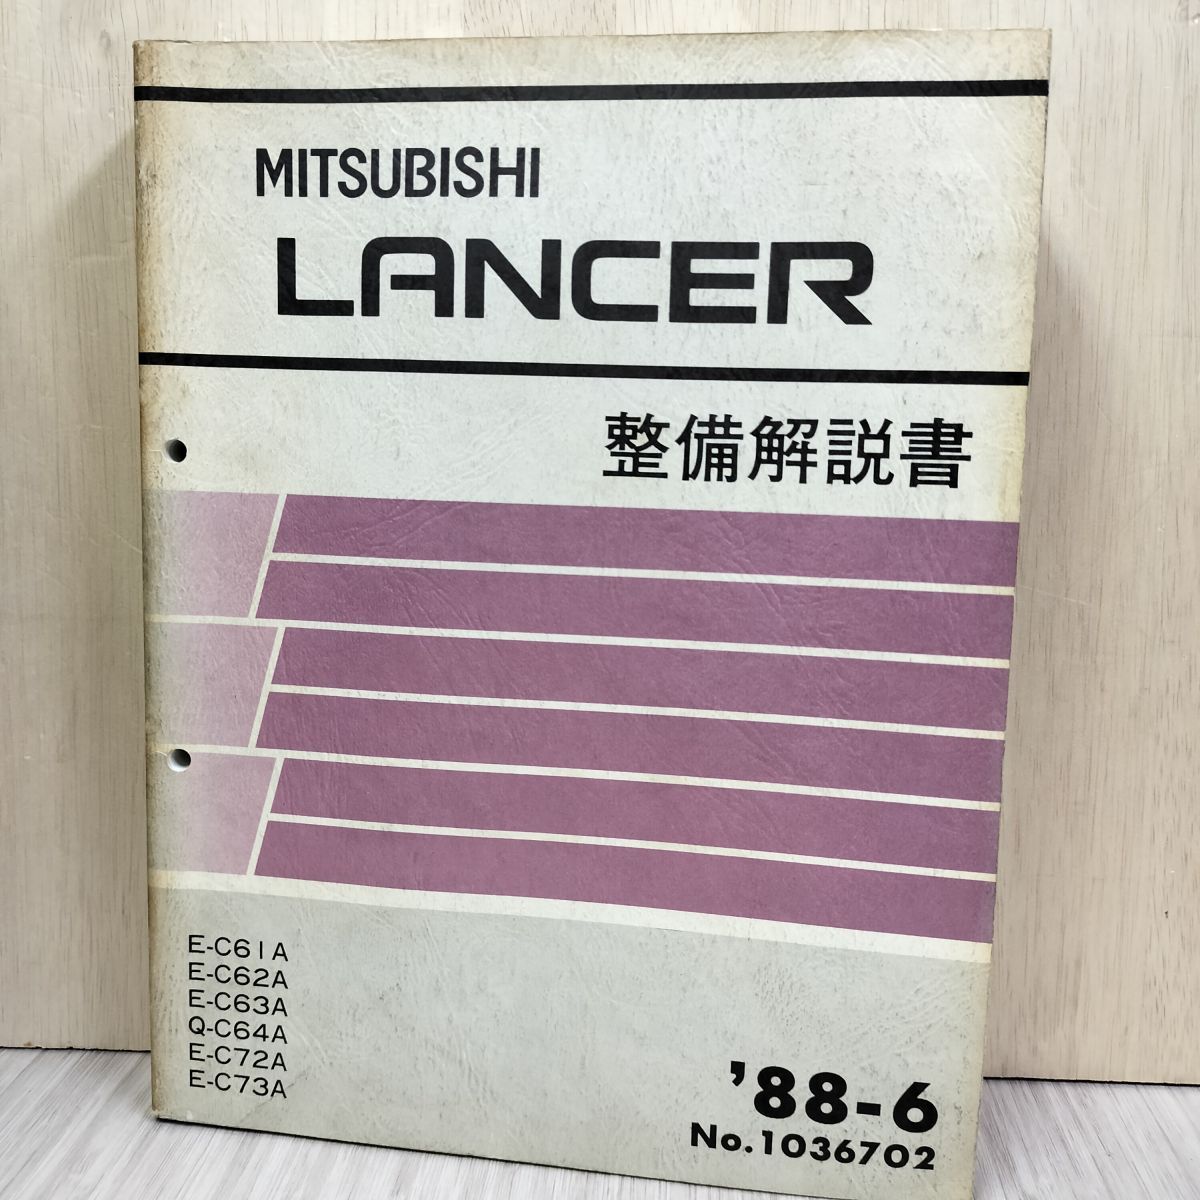 MITSUBISHI
LANCER
整備解説書
E-C61A
E-C62A
E-C63A
Q-C64A
E-C72A
E-C73A
'88-6
No.1036702